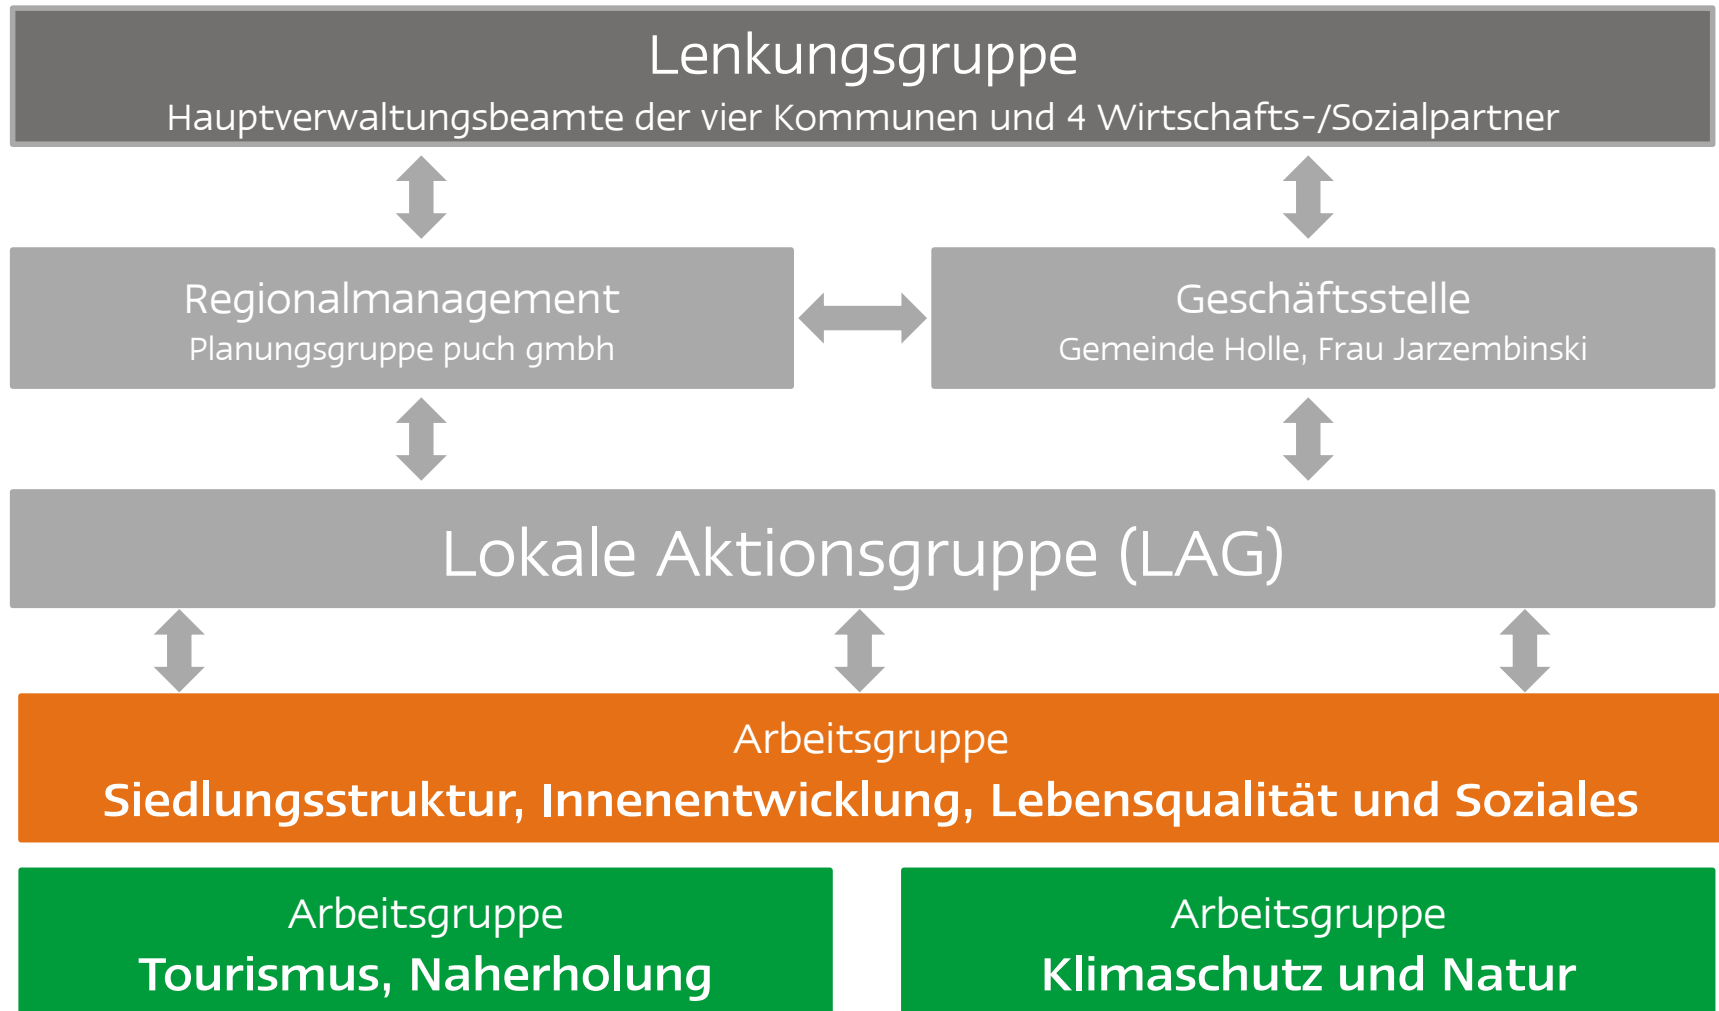 Lenkungsgruppe
Hauptverwaltungsbeamte der vier Kommunen und 4 Wirtschafts-/Sozialpartner
Regionalmanagement
Planungsgruppe puch gmbh
Geschäftsstelle
Gemeinde Holle, Frau Jarzembinski
Lokale Aktionsgruppe (LAG)
Arbeitsgruppe
Siedlungsstruktur, Innenentwicklung, Lebensqualität und Soziales
Arbeitsgruppe
Tourismus, Naherholung
Arbeitsgruppe
Klimaschutz und Natur